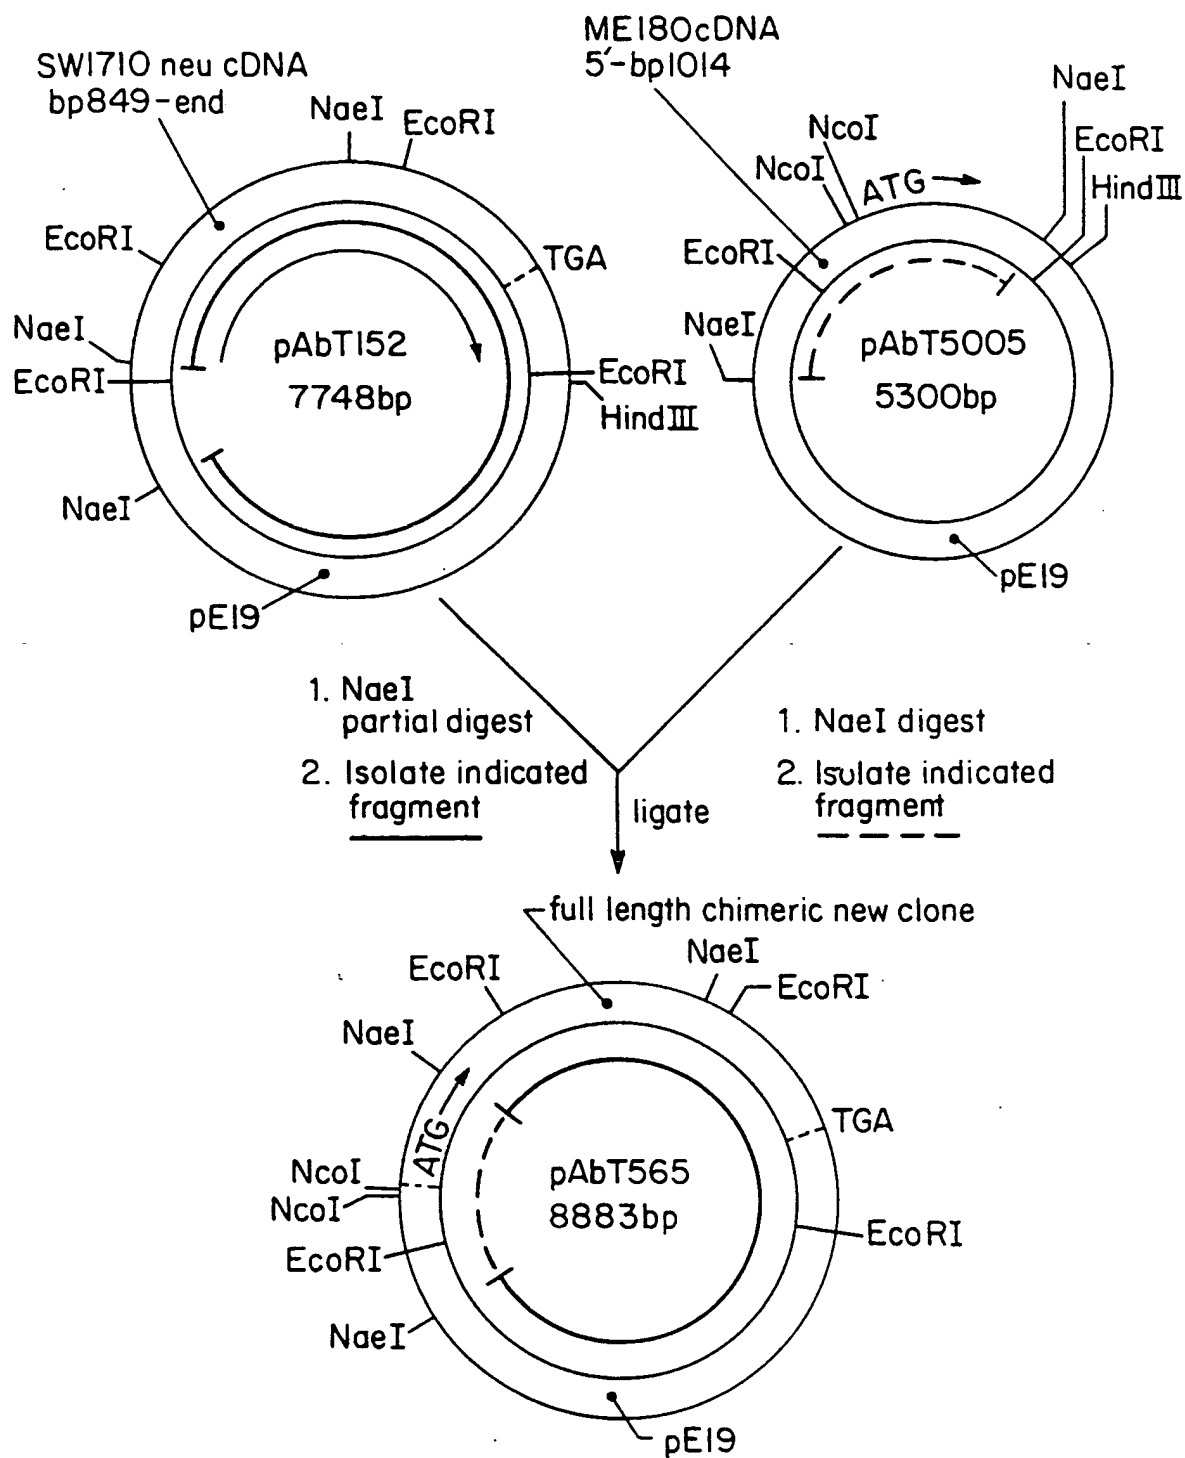 SW1710 neu cDNA
bp849-end
NaeI
EcoRI
EcoRI
TGA
NaeI
EcoRI
pAbT152
7748bp
EcoRI
HindIII
NaeI
pE19
ME180cDNA
5'-bp1014
NaeI
NcoI
EcoRI
NcoI
ATG
HindIII
EcoRI
NaeI
pAbT5005
5300bp
pE19
1. NaeI
partial digest
2. Isolate indicated
fragment
1. NaeI digest
2. Isolate indicated
fragment
ligate
full length chimeric new clone
NaeI
EcoRI
EcoRI
NaeI
ATG
TGA
NcoI
NcoI
pAbT565
8883bp
EcoRI
EcoRI
NaeI
pE19